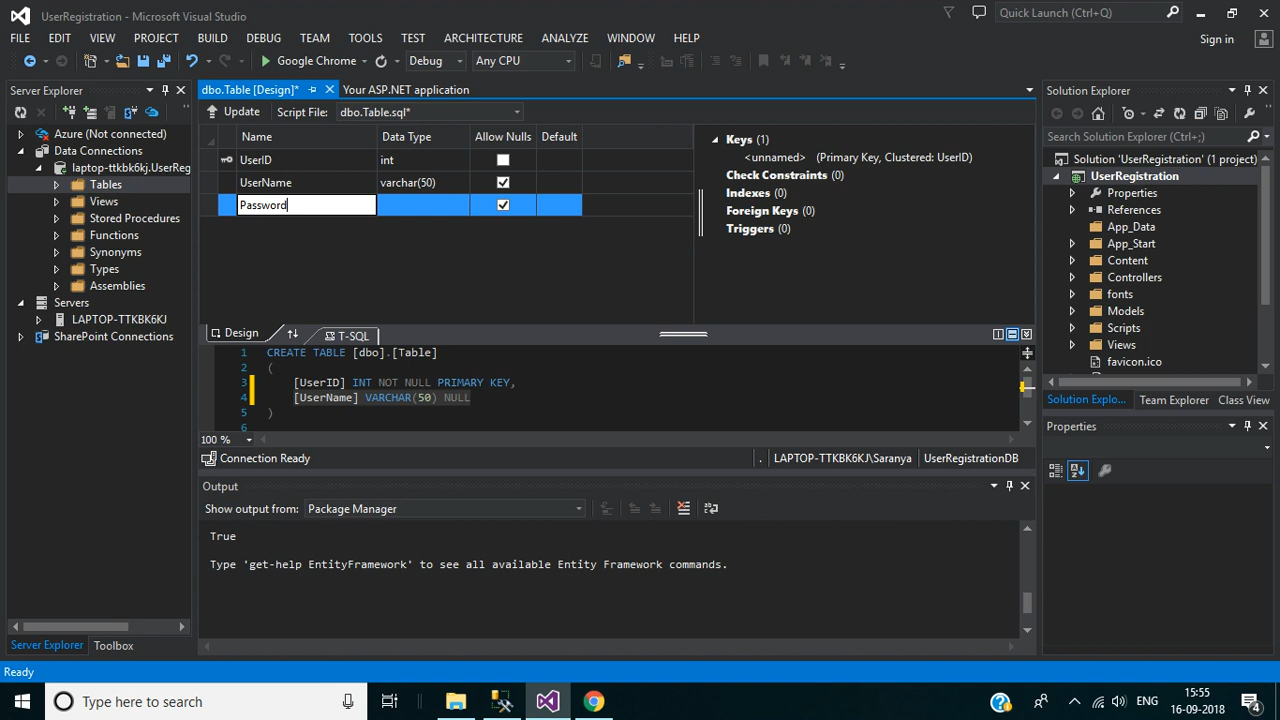 UserRegistration - Microsoft Visual Studio
Quick Launch (Ctrl+Q)
FILE EDIT VIEW PROJECT BUILD DEBUG TEAM TOOLS TEST ARCHITECTURE ANALYZE WINDOW HELP
Sign in
Google Chrome Debug Any CPU
Server Explorer
Azure (Not connected)
Data Connections
laptop-ttkbk6kj.UserReg
Tables
Views
Stored Procedures
Functions
Synonyms
Types
Assemblies
Servers
LAPTOP-TTKBK6KJ
SharePoint Connections
Server Explorer Toolbox
dbo.Table [Design]* Your ASP.NET application
Update Script File: dbo.Table.sql*
Name Data Type Allow Nulls Default
UserID int
UserName varchar(50)
Password
Keys (1)
<unnamed> (Primary Key, Clustered: UserID)
Check Constraints (0)
Indexes (0)
Foreign Keys (0)
Triggers (0)
Design T-SQL
1 CREATE TABLE [dbo].[Table]
2 (
3 [UserID] INT NOT NULL PRIMARY KEY,
4 [UserName] VARCHAR(50) NULL
5 )
6
100 %
Connection Ready . LAPTOP-TTKBK6KJ\Saranya UserRegistrationDB
Output
Show output from: Package Manager
True
Type 'get-help EntityFramework' to see all available Entity Framework commands.
Solution Explorer
Search Solution Explorer (Ctrl+;)
Solution 'UserRegistration' (1 project)
UserRegistration
Properties
References
App_Data
App_Start
Content
Controllers
fonts
Models
Scripts
Views
favicon.ico
Solution Explo... Team Explorer Class View
Properties
Ready
Type here to search
ENG
15:55
16-09-2018
4